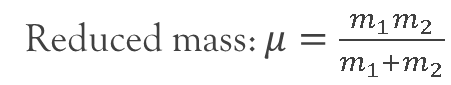 Reduced mass: μ = m₁m₂ / m₁+m₂